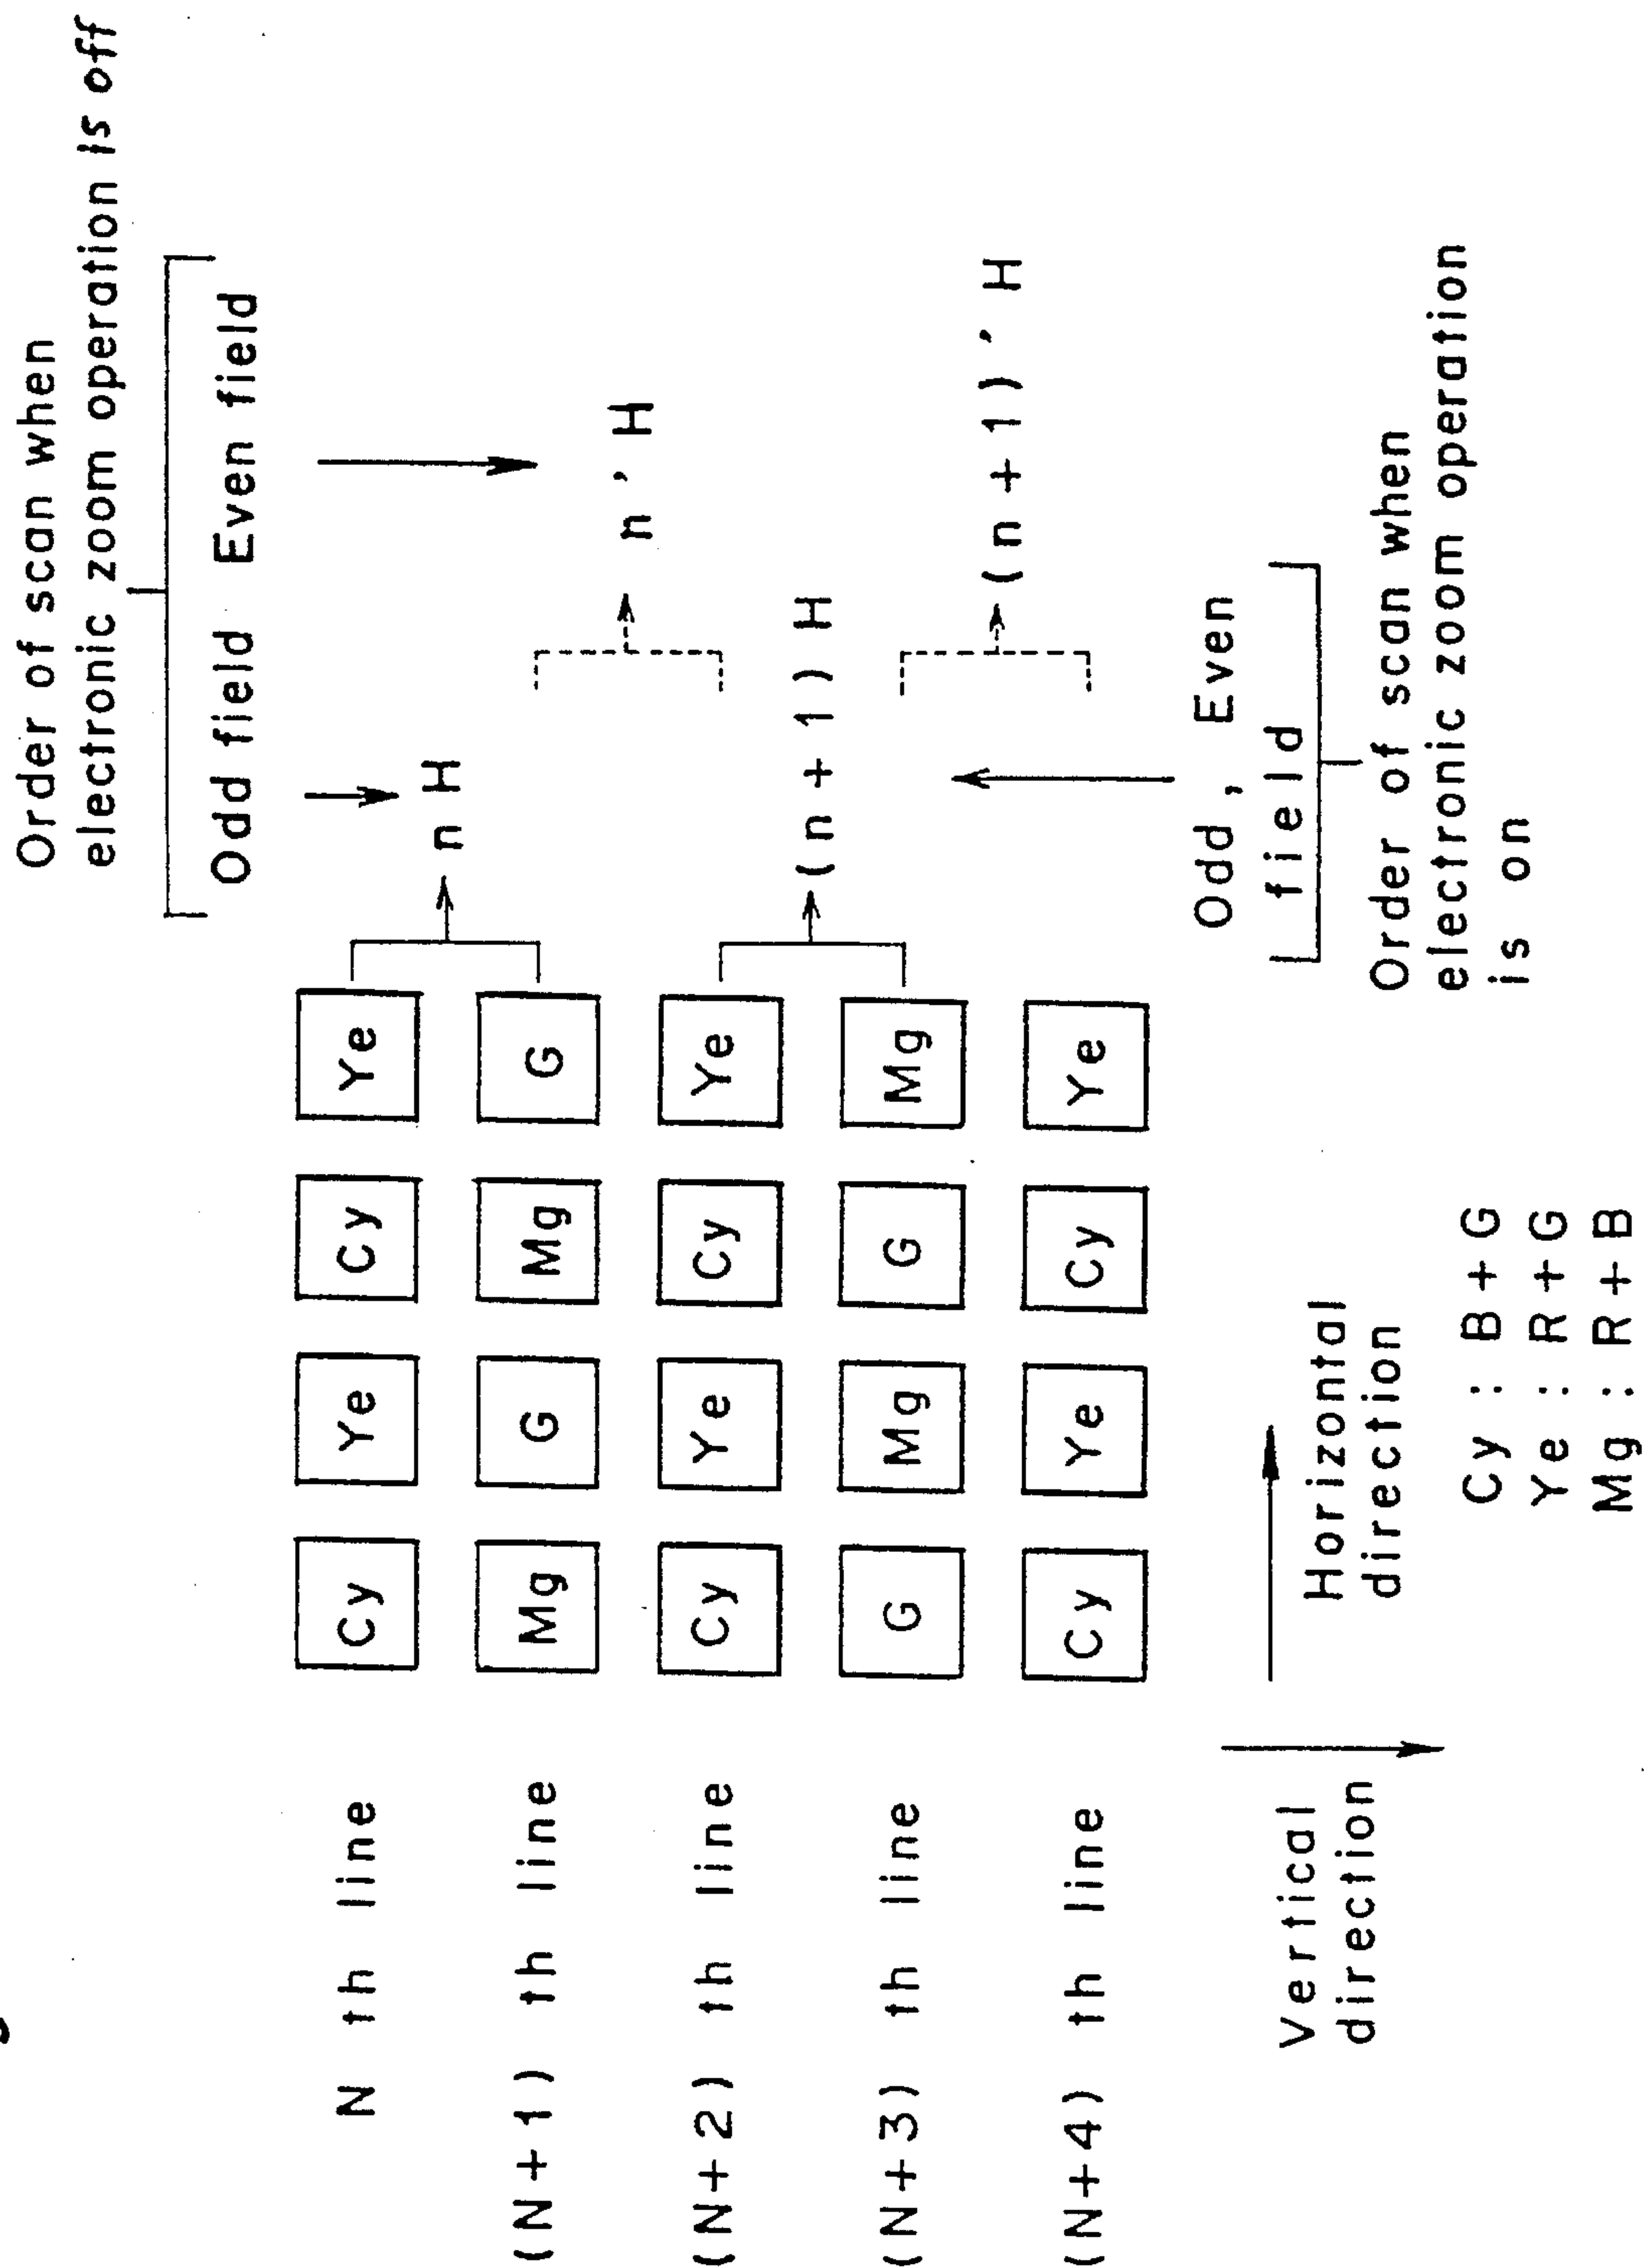 Order of scan when
electronic zoom operation is off
Odd field Even field
N th line Cy Ye Cy Ye
n H
(N+1) th line Mg G Mg G
n ' H
(N+2) th line Cy Ye Cy Ye
(n + 1) H
(N+3) th line G Mg G Mg
(n + 1) ' H
(N+4) th line Cy Ye Cy Ye
Odd, Even
field
Order of scan when
electronic zoom operation
is on
Vertical
direction
Horizontal
direction
Cy : B+G
Ye : R+G
Mg : R+B